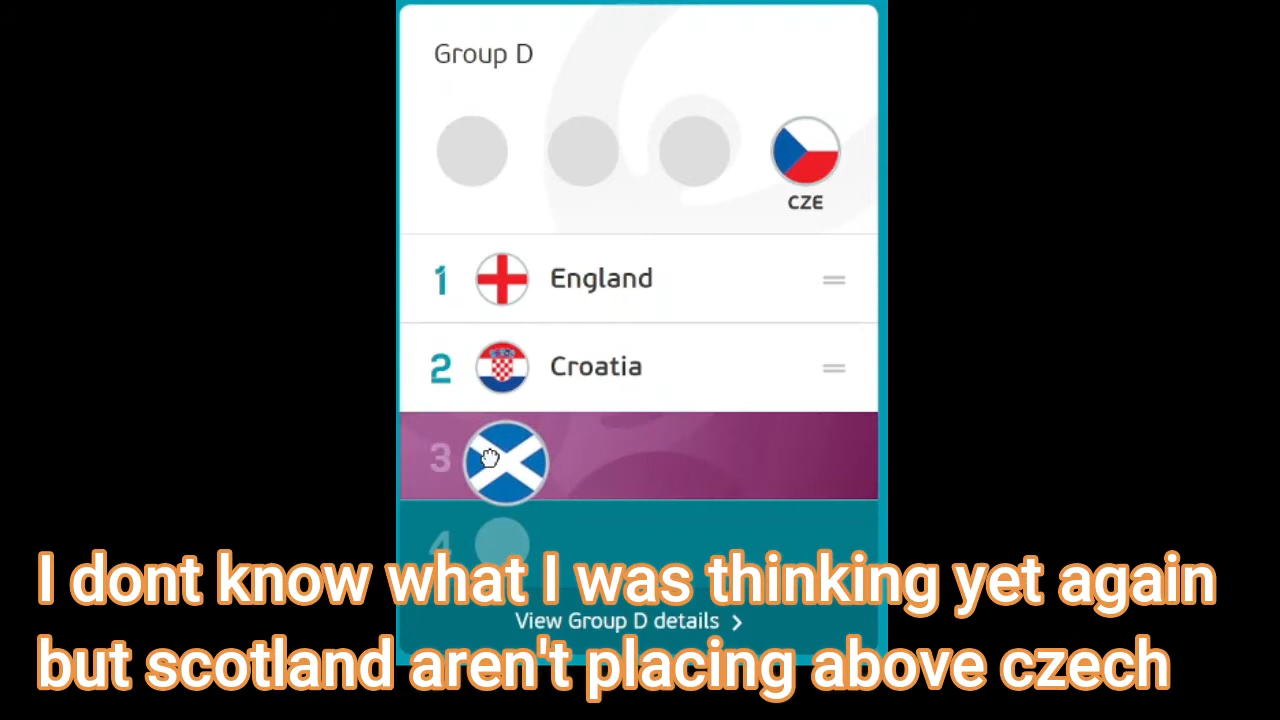 Group D
CZE
1 England
2 Croatia
3
4
View Group D details
I dont know what I was thinking yet again
but scotland aren't placing above czech